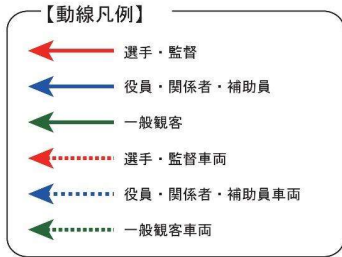 【動線凡例】
選手・監督
役員・関係者・補助員
一般観客
選手・監督車両
役員・関係者・補助員車両
一般観客車両